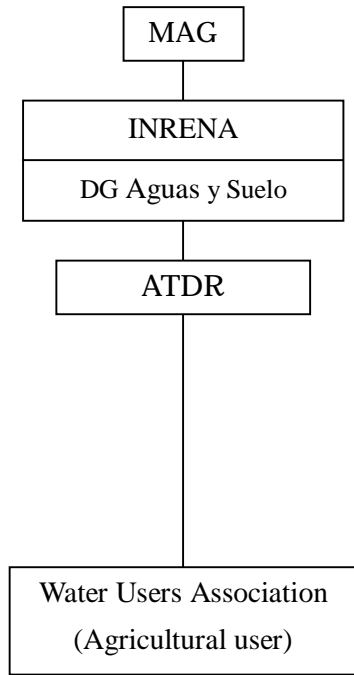 MAG
INRENA
DG Aguas y Suelo
ATDR
Water Users Association
(Agricultural user)